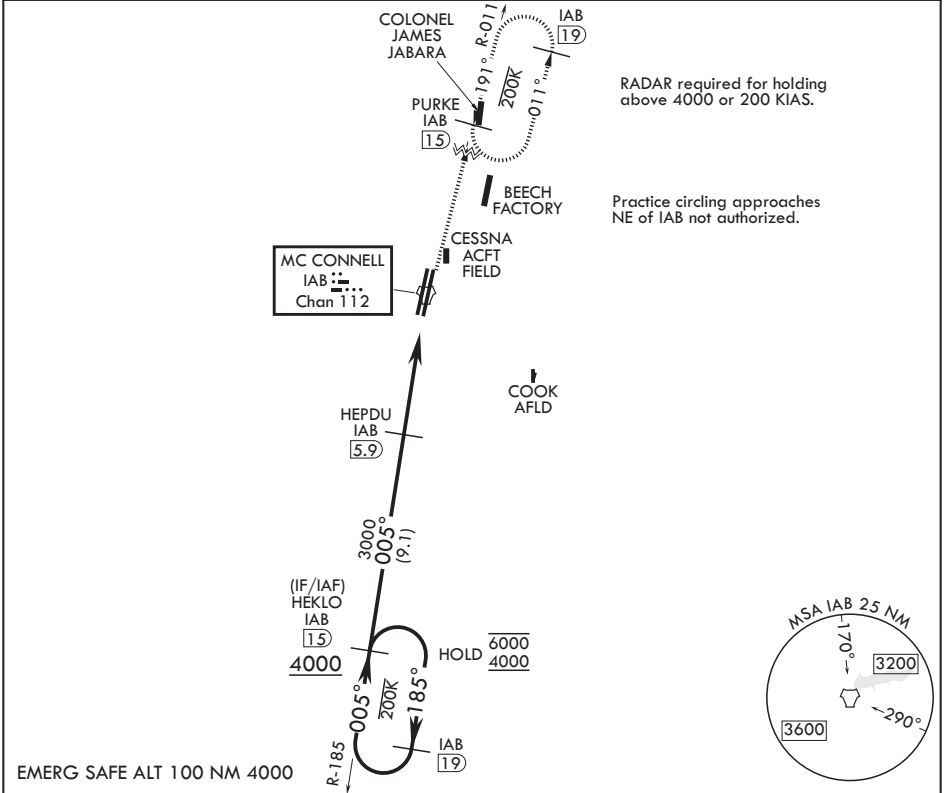 COLONEL
JAMES
JABARA
R-011
IAB
19
191°
200K
011°
PURKE
IAB
15
RADAR required for holding
above 4000 or 200 KIAS.
BEECH
FACTORY
Practice circling approaches
NE of IAB not authorized.
CESSNA
ACFT
FIELD
MC CONNELL
IAB
Chan 112
COOK
AFLD
HEPDU
IAB
5.9
3000
005°
(9.1)
(IF/IAF)
HEKLO
IAB
15
4000
HOLD
6000
4000
005°
200K
185°
IAB
19
R-185
EMERG SAFE ALT 100 NM 4000
MSA IAB 25 NM
170°
3200
290°
3600